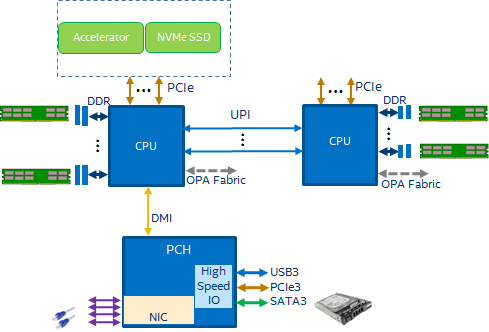 Accelerator
NVMe SSD
PCIe
PCIe
DDR
UPI
DDR
CPU
CPU
OPA Fabric
OPA Fabric
DMI
PCH
High
Speed
IO
USB3
PCIe3
SATA3
NIC